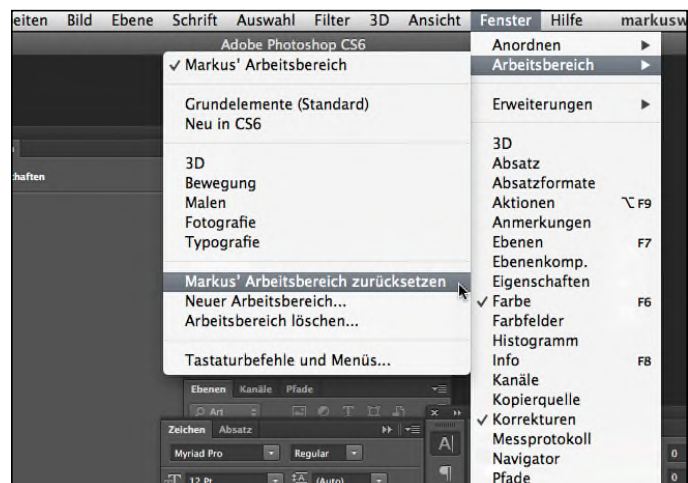 eiten Bild Ebene Schrift Auswahl Filter 3D Ansicht Fenster Hilfe markusw
Adobe Photoshop CS6
✓ Markus' Arbeitsbereich
Grundelemente (Standard)
Neu in CS6
3D
Bewegung
Malen
Fotografie
Typografie
Markus' Arbeitsbereich zurücksetzen
Neuer Arbeitsbereich...
Arbeitsbereich löschen...
Tastaturbefehle und Menüs...
Anordnen ▶
Arbeitsbereich ▶
Erweiterungen ▶
3D
Absatz
Absatzformate
Aktionen ⌥F9
Anmerkungen
Ebenen F7
Ebenenkomp.
Eigenschaften
✓ Farbe F6
Farbfelder
Histogramm
Info F8
Kanäle
Kopierquelle
✓ Korrekturen
Messprotokoll
Navigator
Pfade
haften
Ebenen Kanäle Pfade
Art
Zeichen Absatz
Myriad Pro Regular
12 Pt (Auto)
A
0
0